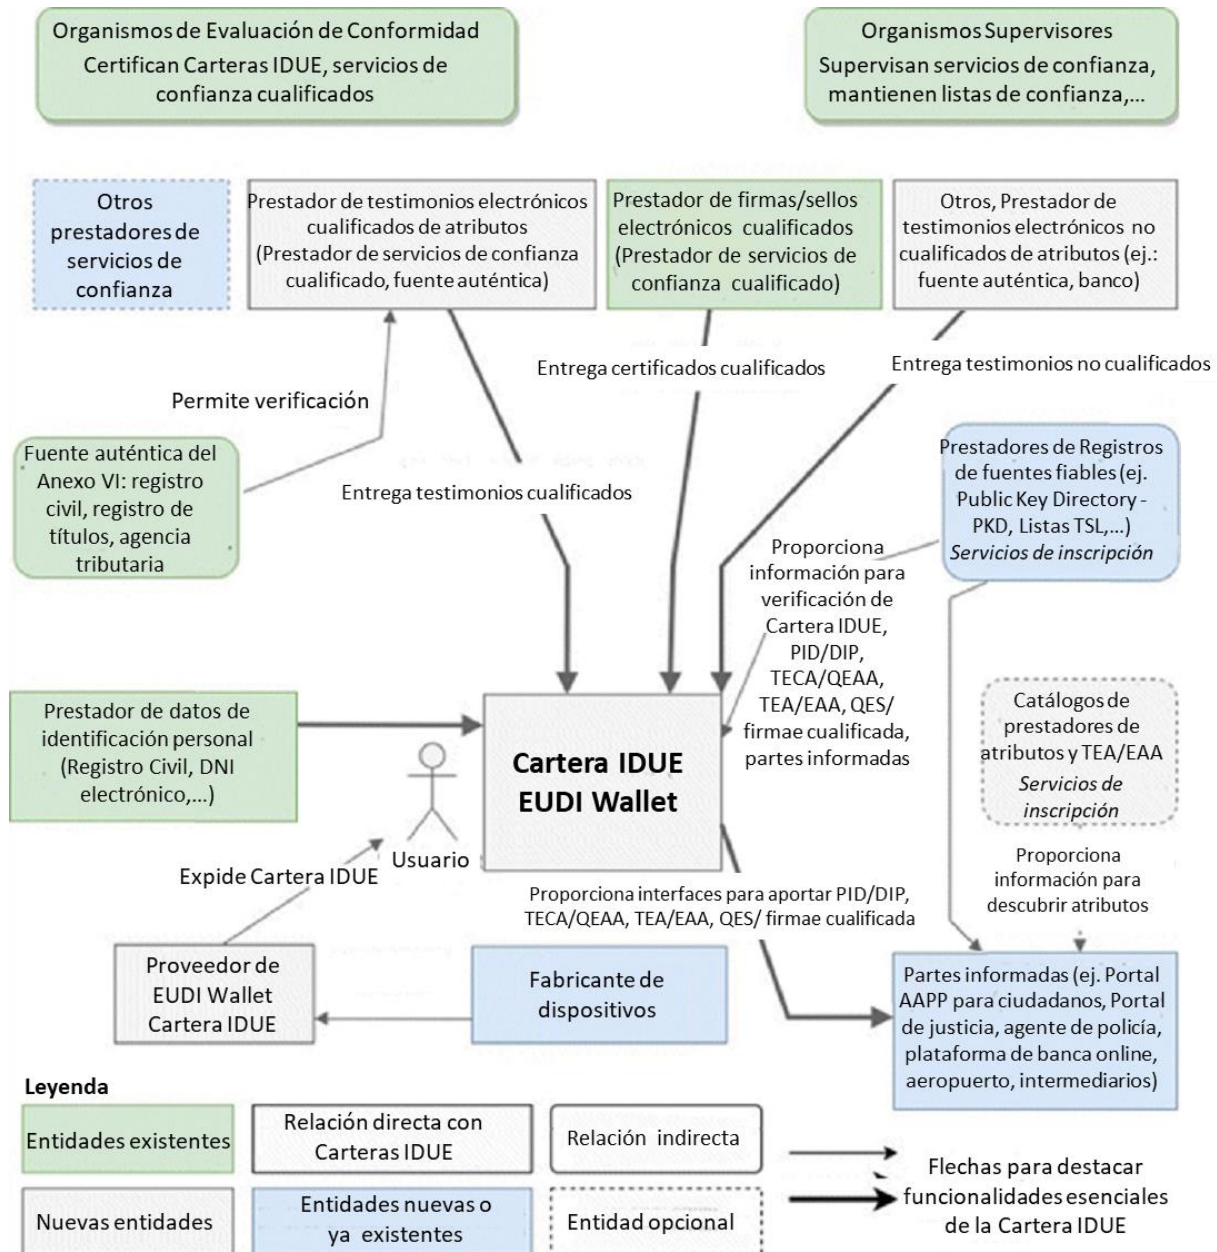 Organismos de Evaluación de Conformidad
Certifican Carteras IDUE, servicios de
confianza cualificados
Organismos Supervisores
Supervisan servicios de confianza,
mantienen listas de confianza,...
Otros
prestadores de
servicios de
confianza
Prestador de testimonios electrónicos
cualificados de atributos
(Prestador de servicios de confianza
cualificado, fuente auténtica)
Prestador de firmas/sellos
electrónicos cualificados
(Prestador de servicios de
confianza cualificado)
Otros, Prestador de
testimonios electrónicos no
cualificados de atributos (ej.:
fuente auténtica, banco)
Entrega certificados cualificados
Entrega testimonios no cualificados
Permite verificación
Fuente auténtica del
Anexo VI: registro
civil, registro de
títulos, agencia
tributaria
Entrega testimonios cualificados
Prestadores de Registros
de fuentes fiables (ej.
Public Key Directory -
PKD, Listas TSL,...)
Servicios de inscripción
Proporciona
información para
verificación de
Cartera IDUE,
PID/DIP,
TECA/QEAA,
TEA/EAA, QES/
firmae cualificada,
partes informadas
Prestador de datos de
identificación personal
(Registro Civil, DNI
electrónico,...)
Cartera IDUE
EUDI Wallet
Catálogos de
prestadores de
atributos y TEA/EAA
Servicios de
inscripción
Usuario
Expide Cartera IDUE
Proporciona interfaces para aportar PID/DIP,
TECA/QEAA, TEA/EAA, QES/ firmae cualificada
Proporciona
información para
descubrir atributos
Proveedor de
EUDI Wallet
Cartera IDUE
Fabricante de
dispositivos
Partes informadas (ej. Portal
AAPP para ciudadanos, Portal
de justicia, agente de policía,
plataforma de banca online,
aeropuerto, intermediarios)
Leyenda
Entidades existentes
Relación directa con
Carteras IDUE
Relación indirecta
Flechas para destacar
funcionalidades esenciales
de la Cartera IDUE
Nuevas entidades
Entidades nuevas o
ya existentes
Entidad opcional